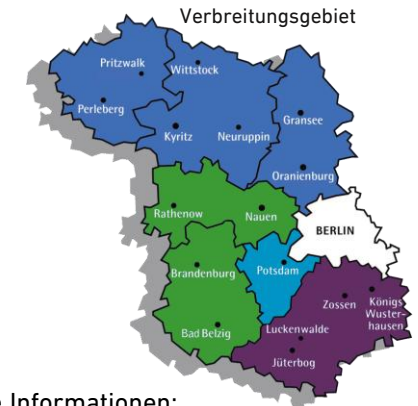 Verbreitungsgebiet
Pritzwalk
Wittstock
Perleberg
Gransee
Kyritz
Neuruppin
Oranienburg
Rathenow
Nauen
BERLIN
Brandenburg
Potsdam
Zossen
Königs
Wuster-
hausen
Bad Belzig
Luckenwalde
Jüterbog
Informationen: